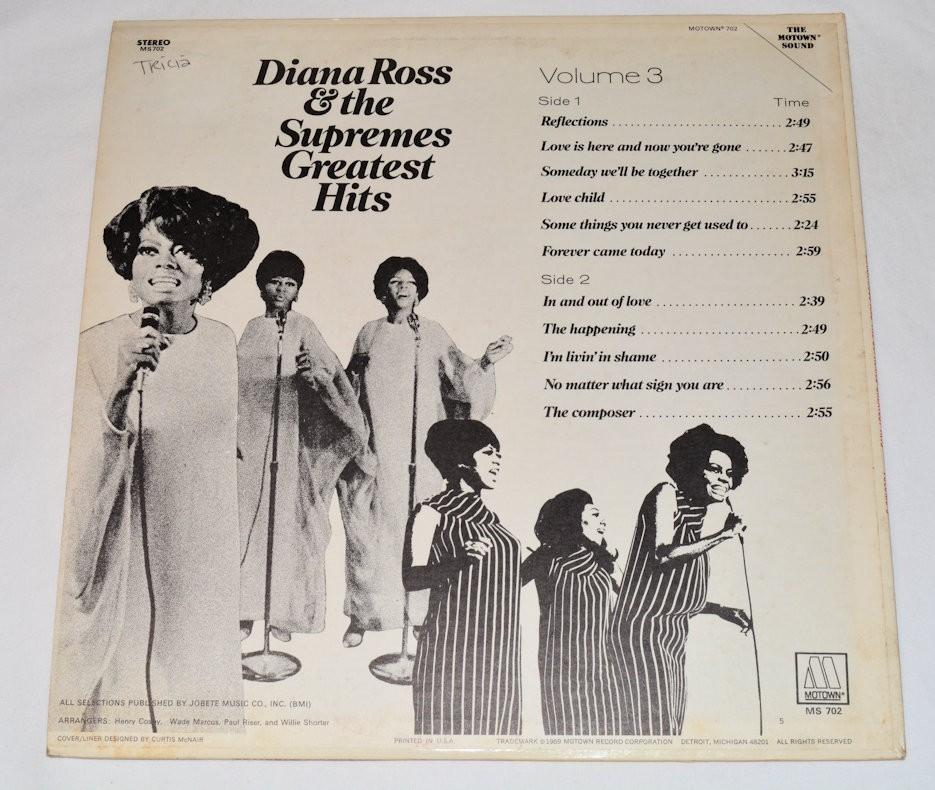 STEREO
MS702
Tricia
Diana Ross
& the
Supremes
Greatest
Hits
MOTOWN® 702
THE
MOTOWN®
SOUND
Volume 3
Side 1 Time
Reflections 2:49
Love is here and now you're gone 2:47
Someday we'll be together 3:15
Love child 2:55
Some things you never get used to 2:24
Forever came today 2:59
Side 2
In and out of love 2:39
The happening 2:49
I'm livin' in shame 2:50
No matter what sign you are 2:56
The composer 2:55
MOTOWN®
MS 702
5
ALL SELECTIONS PUBLISHED BY JOBETE MUSIC CO., INC. (BMI)
ARRANGERS: Henry Cosby, Wade Marcus, Paul Riser, and Willie Shorter
COVER/LINER DESIGNED BY CURTIS McNAIR
PRINTED IN U.S.A. TRADEMARK ©1969 MOTOWN RECORD CORPORATION DETROIT, MICHIGAN 48201 ALL RIGHTS RESERVED